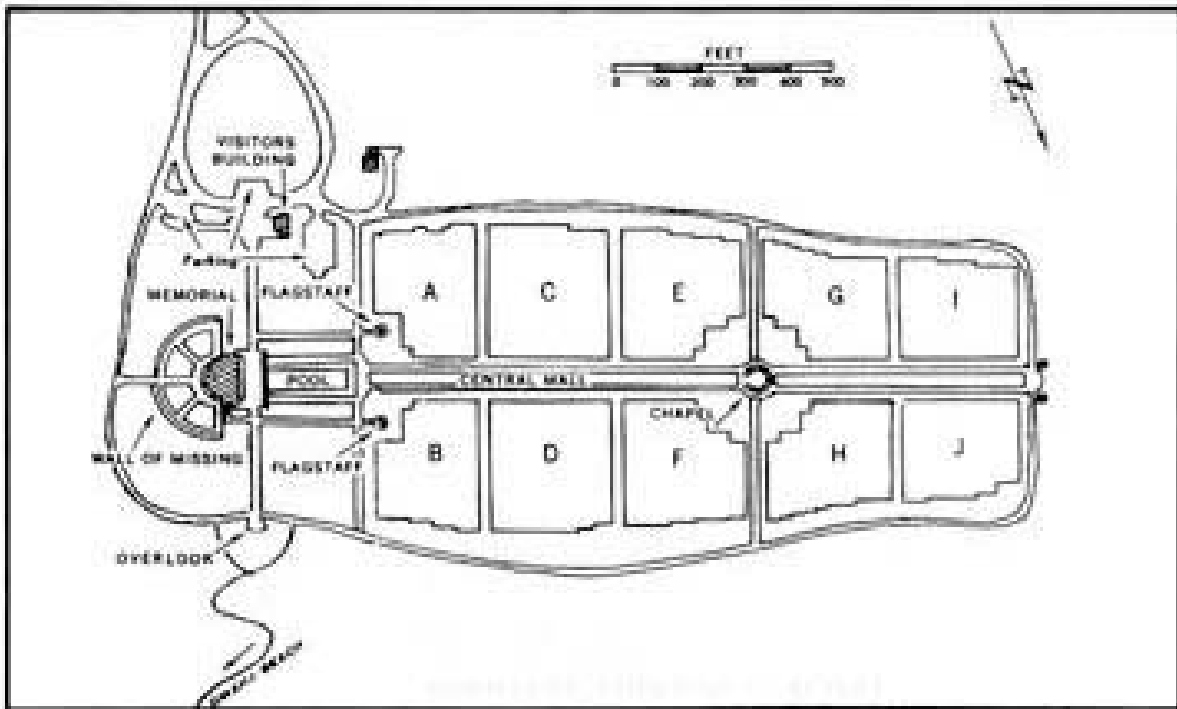 FEET
0 100 200 300 400 500
VISITORS
BUILDING
Parking
MEMORIAL
FLAGSTAFF
A
C
E
G
I
POOL
CENTRAL MALL
CHAPEL
WALL OF MISSING
FLAGSTAFF
B
D
F
H
J
OVERLOOK
BEACH